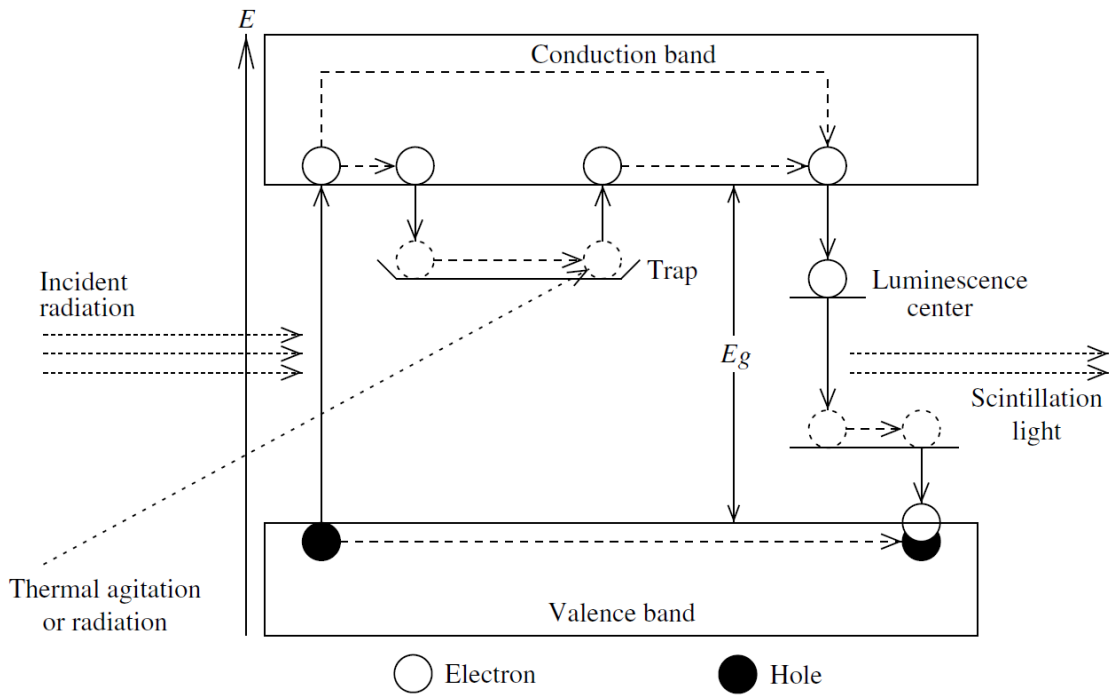 E
Conduction band
Trap
Incident
radiation
Luminescence
center
Eg
Scintillation
light
Thermal agitation
or radiation
Valence band
Electron
Hole